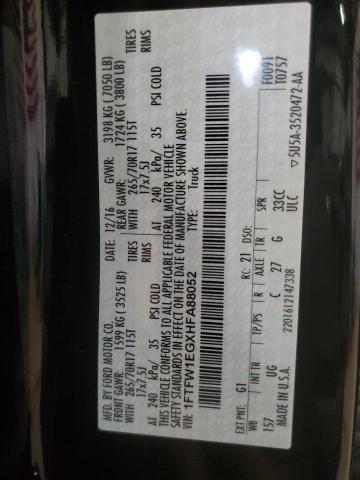 MFD. BY FORD MOTOR CO.
DATE: 12/16 GVWR: 3198 KG (7050 LB)
FRONT GAWR: 1599 KG (3525 LB) REAR GAWR: 1724 KG (3800 LB)
WITH 265/70R17 115T TIRES WITH 265/70R17 115T TIRES
17x7.5J RIMS 17x7.5J RIMS
AT 240 kPa/ 35 PSI COLD AT 240 kPa/ 35 PSI COLD
THIS VEHICLE CONFORMS TO ALL APPLICABLE FEDERAL MOTOR VEHICLE
SAFETY STANDARDS IN EFFECT ON THE DATE OF MANUFACTURE SHOWN ABOVE.
VIN: 1FTFW1EGXHFA88052 TYPE: Truck
EXT PNT: G1 RC: 21 DSO: F0091
T0757
WB INT TR TP/PS R AXLE TR SPR
157 UG C 27 G 33CC
ULC
MADE IN U.S.A. 2201612147338 ▽5U5A-3520472-AA